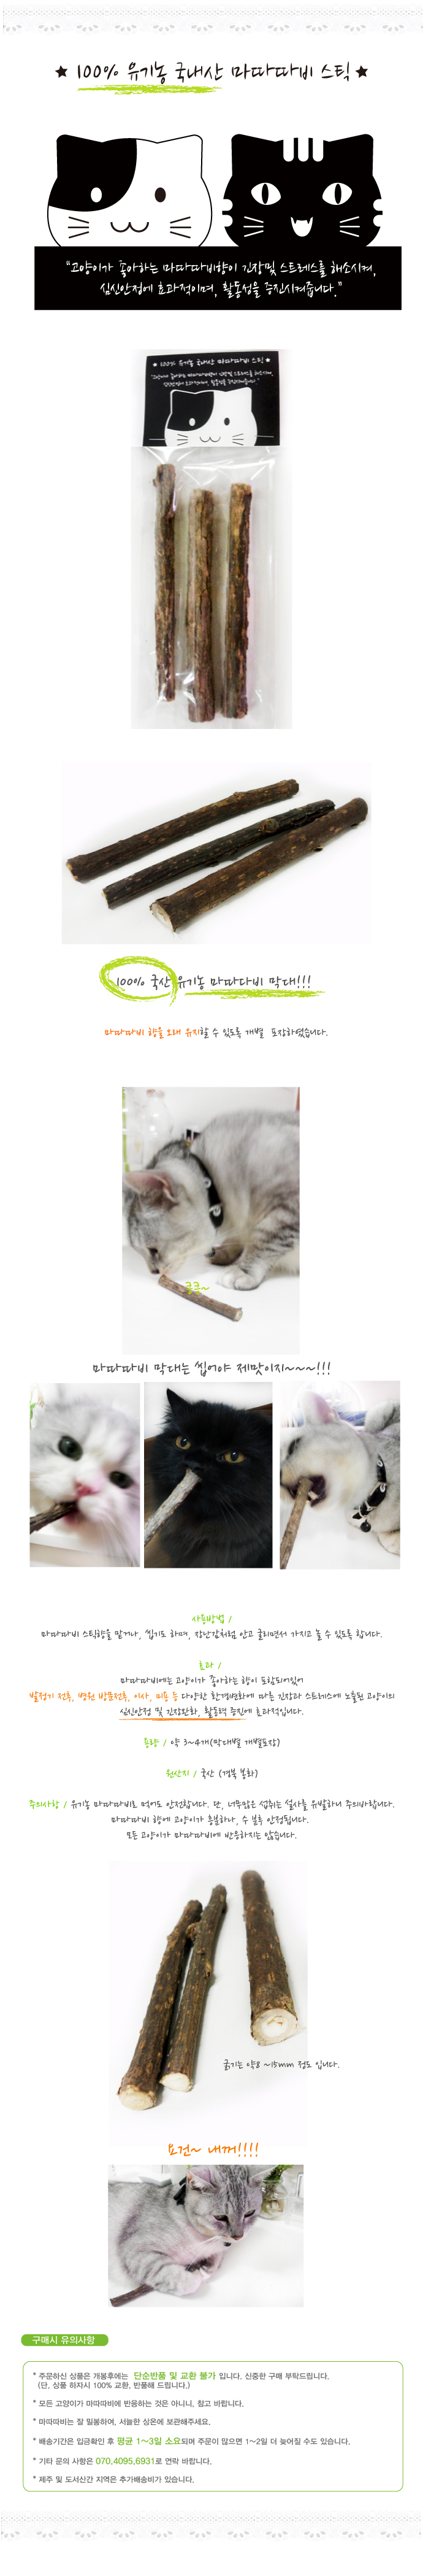 ★ 100% 유기농 국내산 마따따비 스틱 ★
"고양이가 좋아하는 마따따비향이 긴장및 스트레스를 해소시켜,
심신안정에 효과적이며, 활동성을 증진시켜줍니다."
★ 100% 유기농 국내산 마따따비 스틱 ★
100% 국산 유기농 마따다비 막대!!!
마따따비 향을 오래 유지할 수 있도록 개별 포장하였습니다.
킁킁~
마따따비 막대는 씹어야 제맛이지~~~!!!
사용방법 /
마따따비 스틱향을 맡거나, 씹기도 하며, 장난감처럼 안고 굴리면서 가지고 놀 수 있도록 합니다.
효과 /
마따따비에는 고양이가 좋아하는 향이 포함되어있어
발정기 전후, 병원 방문전후, 이사, 미용 등 다양한 환경변화에 따른 긴장과 스트레스에 노출된 고양이의
심신안정 및 긴장완화, 활동력 증진에 효과적입니다.
용량 / 약 3~4개(막대별 개별포장)
원산지 / 국산 (경북 봉화)
주의사항 / 유기농 마따따비로 먹어도 안전합니다. 단, 너무많은 섭취는 설사를 유발하니 주의바랍니다.
마따따비 향에 고양이가 흥분하나, 수 분후 안정됩니다.
모든 고양이가 마따따비에 반응하지는 않습니다.
굵기는 약8 ~15mm 정도 입니다.
요건~ 내꺼!!!!
구매시 유의사항
* 주문하신 상품은 개봉후에는 단순반품 및 교환 불가 입니다. 신중한 구매 부탁드립니다.
(단, 상품 하자시 100% 교환, 반품해 드립니다.)
* 모든 고양이가 마따따비에 반응하는 것은 아니니, 참고 바랍니다.
* 마따따비는 잘 밀봉하여, 서늘한 상온에 보관해주세요.
* 배송기간은 입금확인 후 평균 1~3일 소요되며 주문이 많으면 1~2일 더 늦어질 수도 있습니다.
* 기타 문의 사항은 070.4095.6931로 연락 바랍니다.
* 제주 및 도서산간 지역은 추가배송비가 있습니다.